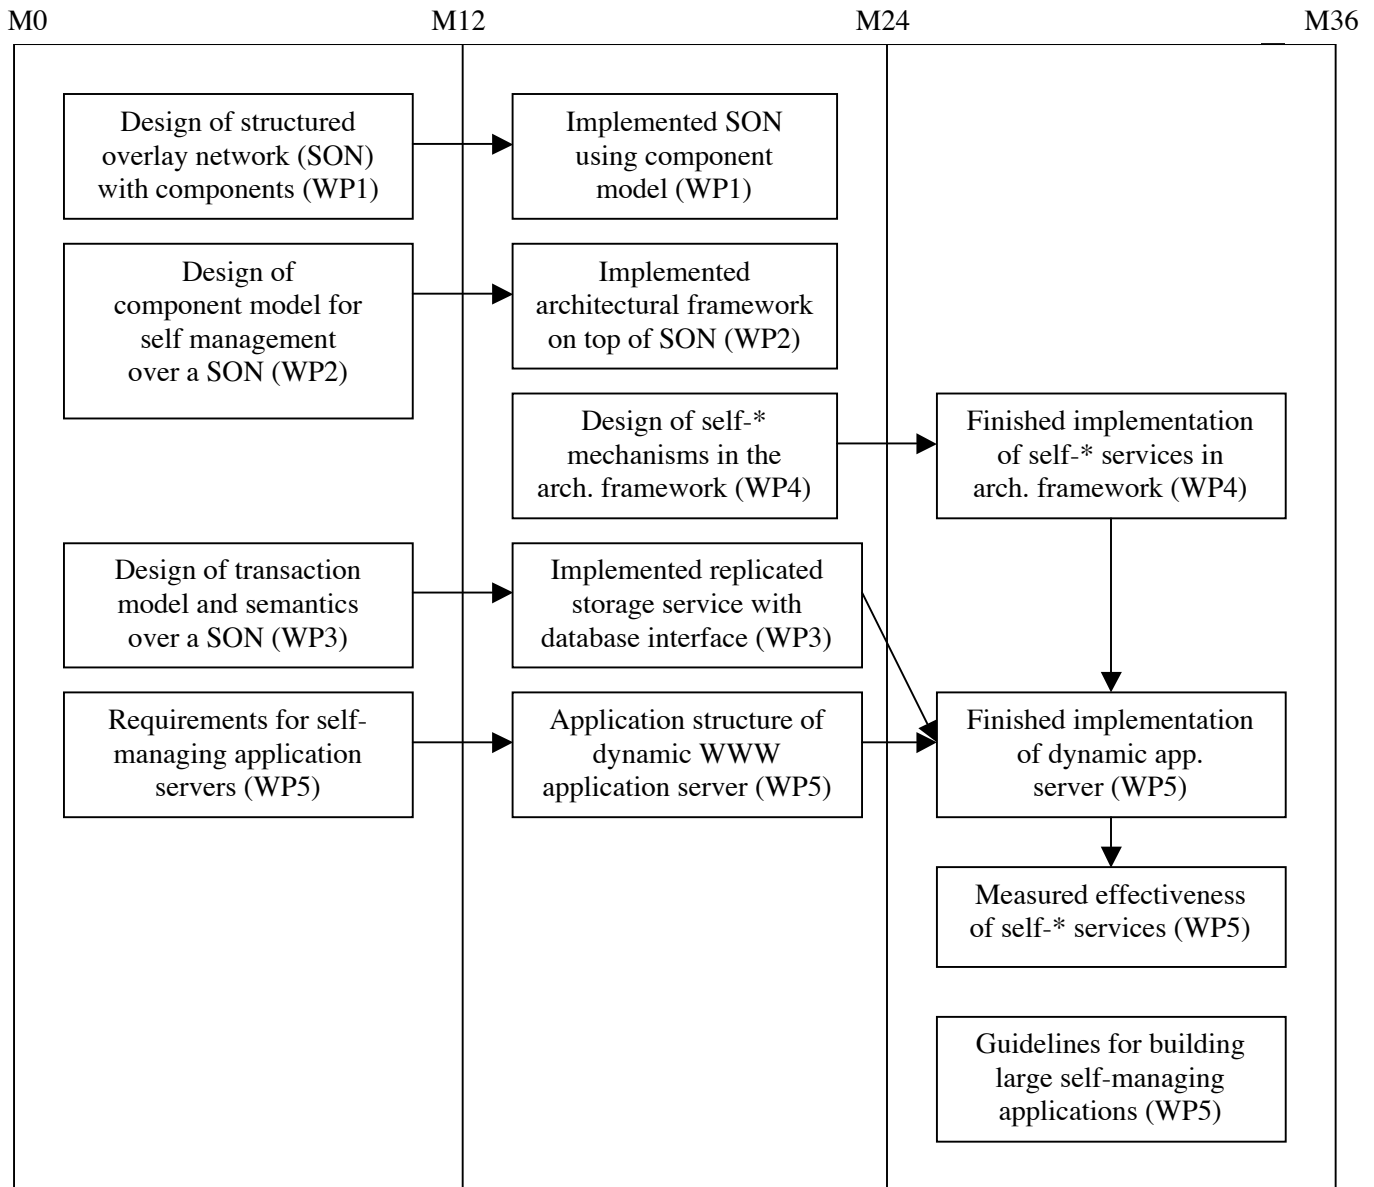 M0
M12
M24
M36
Design of structured
overlay network (SON)
with components (WP1)
Implemented SON
using component
model (WP1)
Design of
component model for
self management
over a SON (WP2)
Implemented
architectural framework
on top of SON (WP2)
Design of self-*
mechanisms in the
arch. framework (WP4)
Finished implementation
of self-* services in
arch. framework (WP4)
Design of transaction
model and semantics
over a SON (WP3)
Implemented replicated
storage service with
database interface (WP3)
Requirements for self-
managing application
servers (WP5)
Application structure of
dynamic WWW
application server (WP5)
Finished implementation
of dynamic app.
server (WP5)
Measured effectiveness
of self-* services (WP5)
Guidelines for building
large self-managing
applications (WP5)